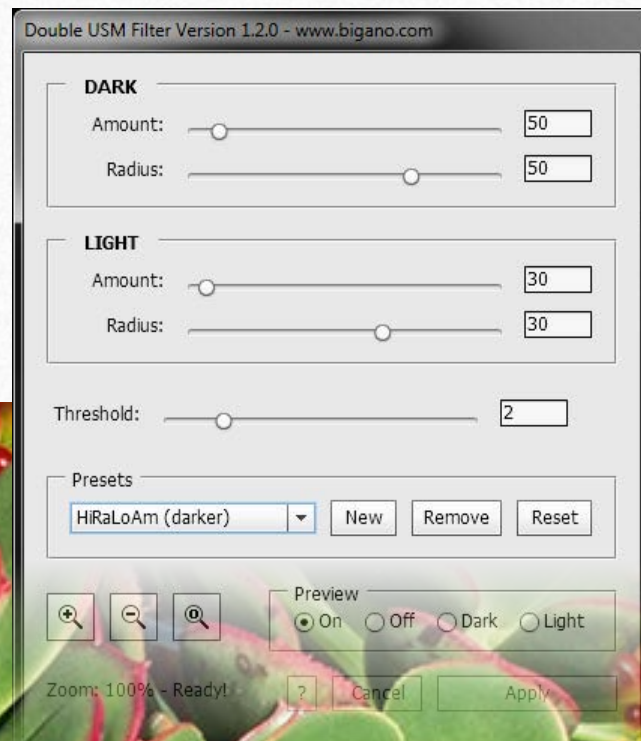 Double USM Filter Version 1.2.0 - www.bigano.com
DARK
Amount: 50
Radius: 50
LIGHT
Amount: 30
Radius: 30
Threshold: 2
Presets
HiRaLoAm (darker) New Remove Reset
Preview
On Off Dark Light
Zoom: 100% - Ready! ? Cancel Apply